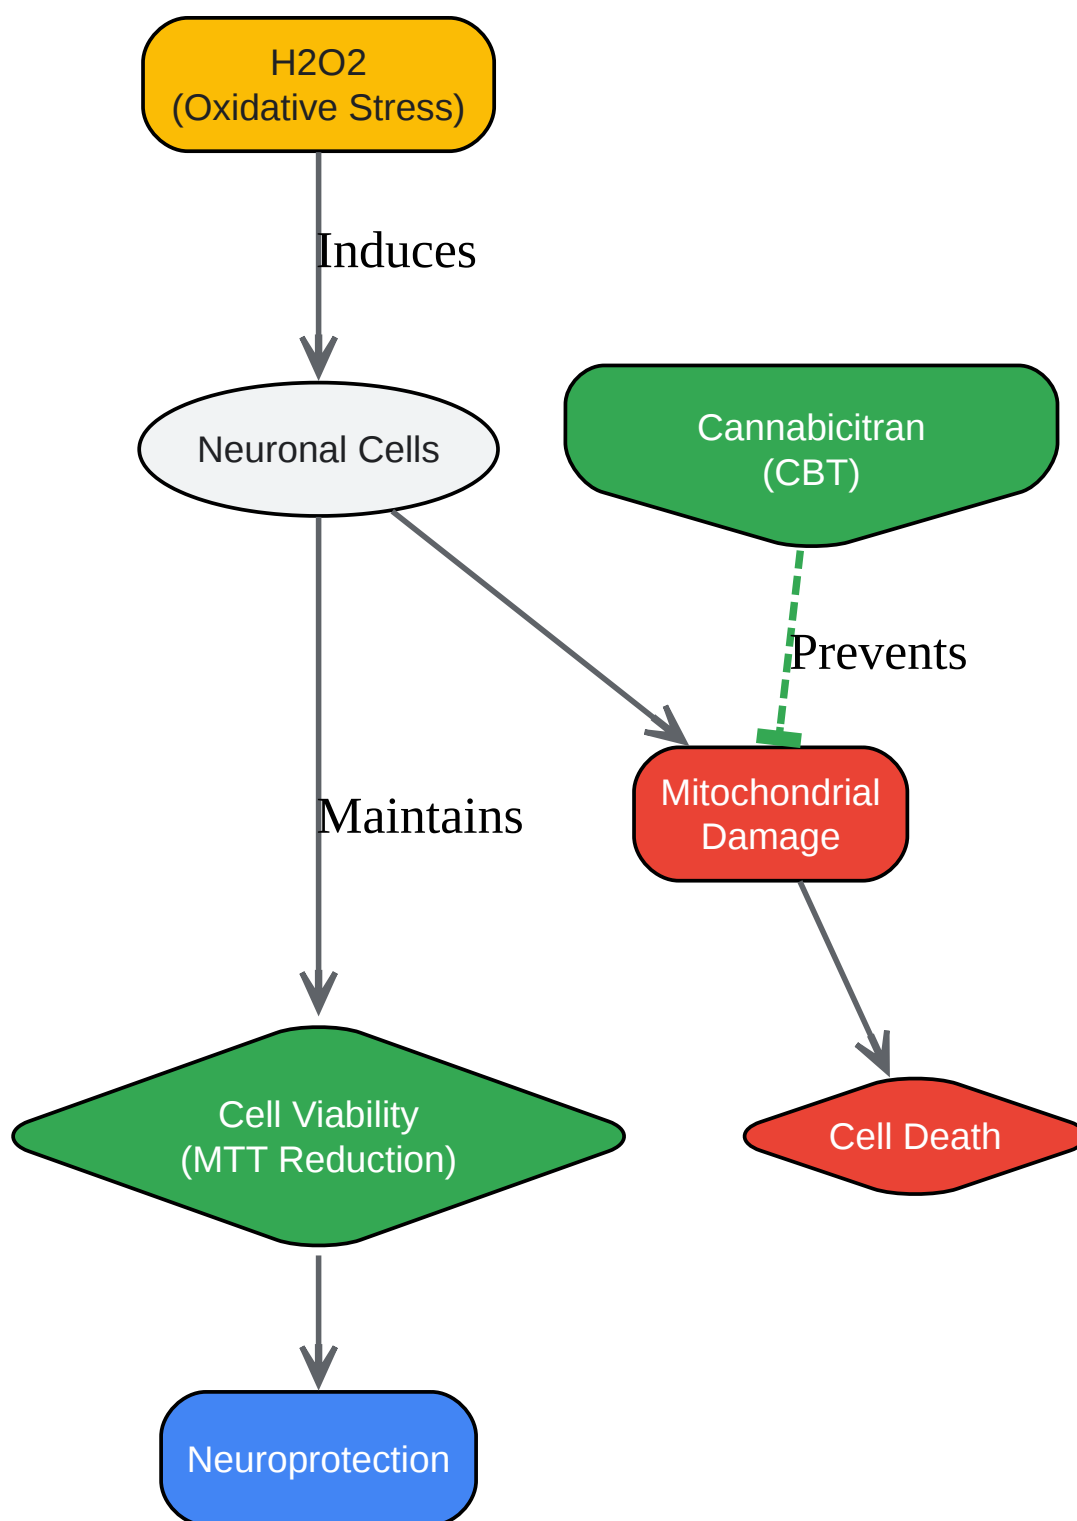 H2O2
(Oxidative Stress)
Induces
Neuronal Cells
Cannabicitran
(CBT)
Prevents
Maintains
Mitochondrial
Damage
Cell Viability
(MTT Reduction)
Cell Death
Neuroprotection